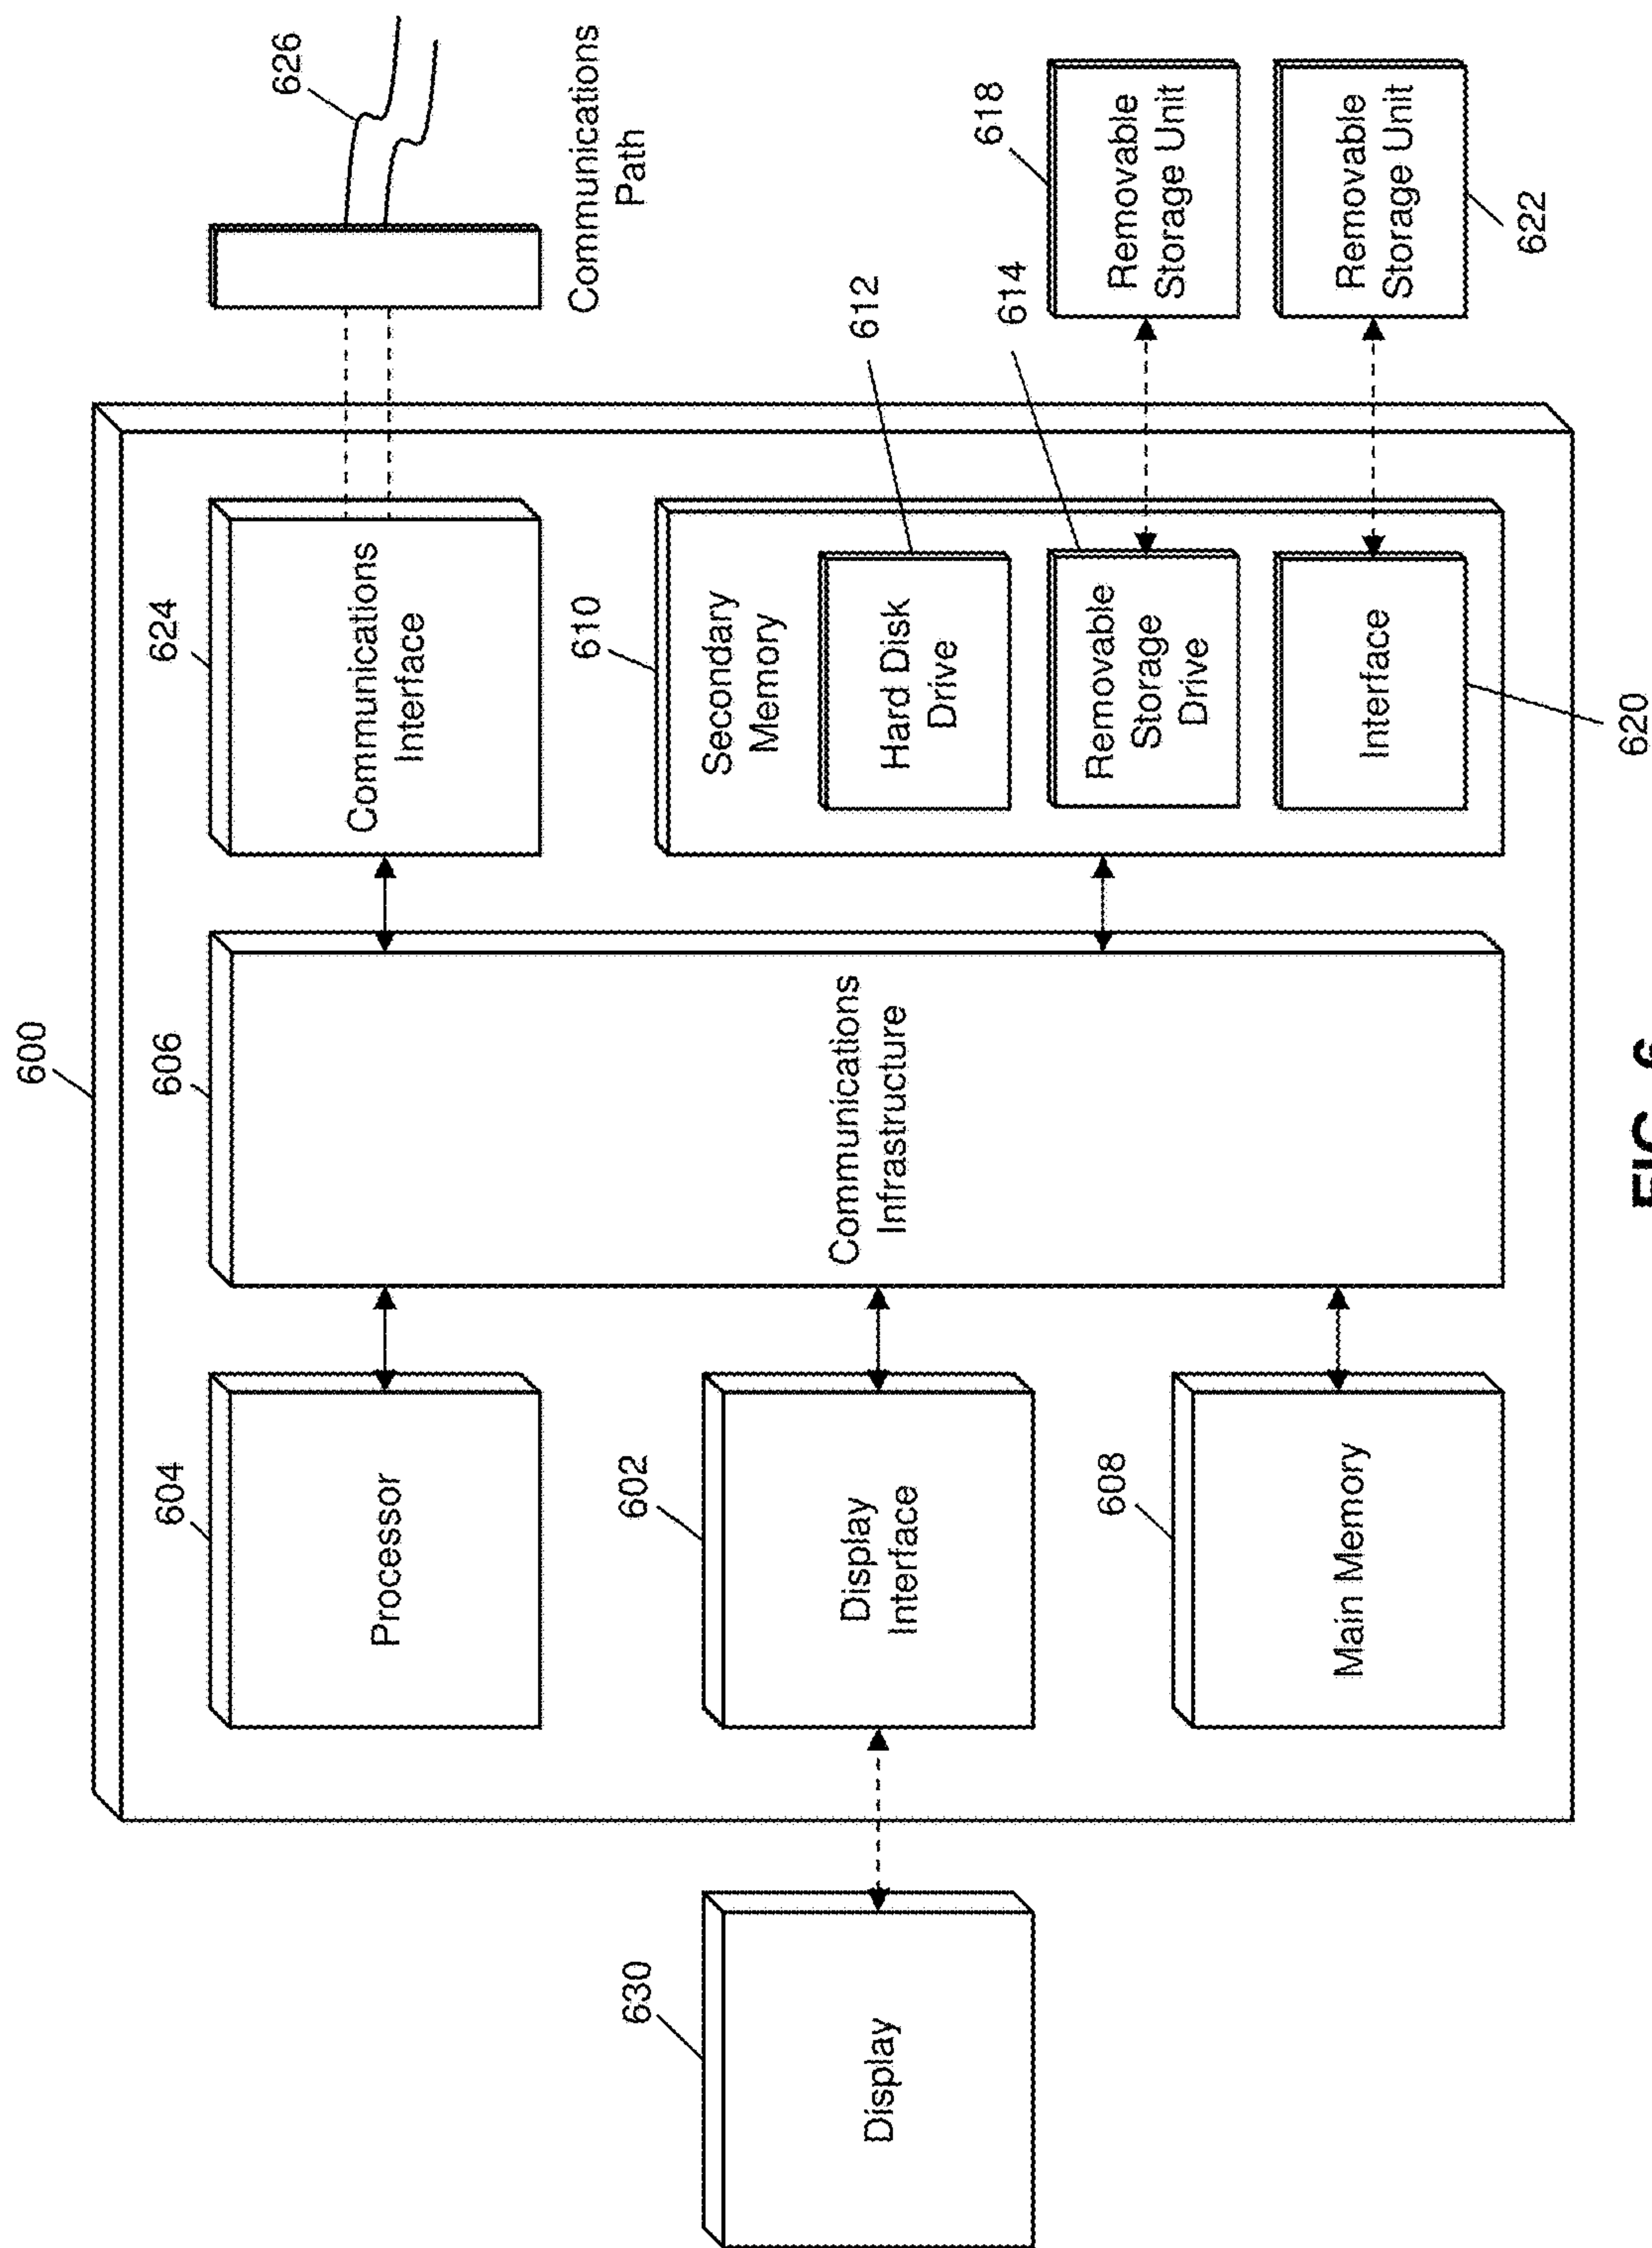 600
604
Processor
606
624
Communications
Interface
626
Communications
Path
630
Display
602
Display
Interface
Communications
Infrastructure
610
Secondary
Memory
612
Hard Disk
Drive
608
Main Memory
614
Removable
Storage
Drive
618
Removable
Storage Unit
Interface
620
Removable
Storage Unit
622
FIG. 6